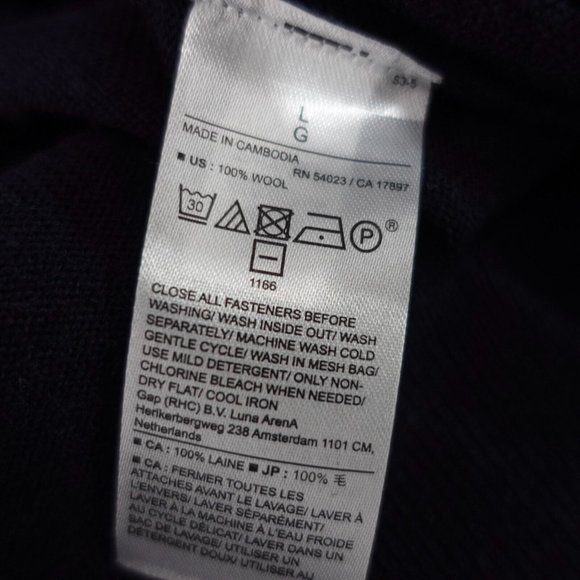 53-5
L
G
MADE IN CAMBODIA
RN 54023 / CA 17897
■ US : 100% WOOL
30
P ®
1166
CLOSE ALL FASTENERS BEFORE
WASHING/ WASH INSIDE OUT/ WASH
SEPARATELY/ MACHINE WASH COLD
GENTLE CYCLE/ WASH IN MESH BAG/
USE MILD DETERGENT/ ONLY NON-
CHLORINE BLEACH WHEN NEEDED/
DRY FLAT/ COOL IRON
Gap (RHC) B.V. Luna ArenA
Herikerbergweg 238 Amsterdam 1101 CM,
Netherlands
■ CA : 100% LAINE ■ JP : 100% 毛
■ CA : FERMER TOUTES LES
ATTACHES AVANT LE LAVAGE/ LAVER À
L'ENVERS/ LAVER SÉPARÉMENT/
LAVER À LA MACHINE À L'EAU FROIDE
AU CYCLE DÉLICAT/ LAVER DANS UN
SAC DE LAVAGE/ UTILISER UN
DÉTERGENT DOUX/ UTILISER AU